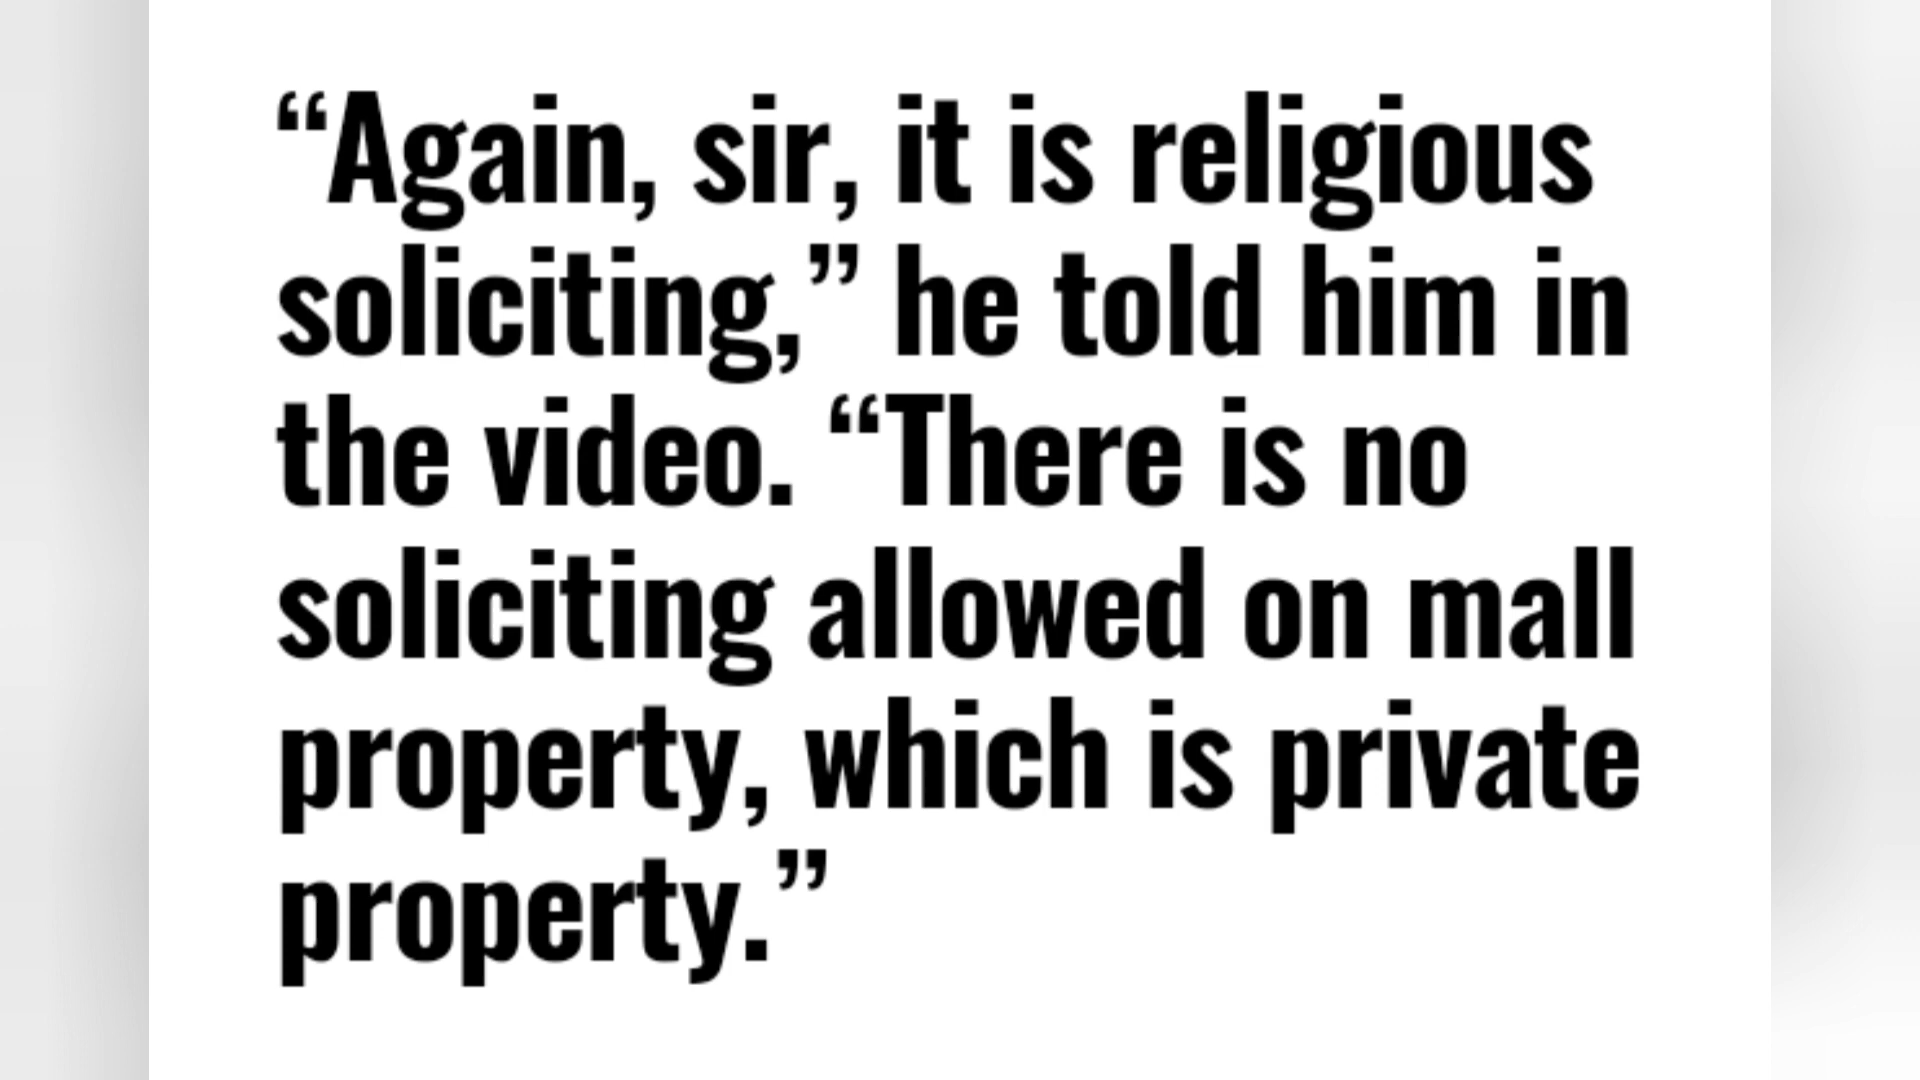 “Again, sir, it is religious
soliciting,” he told him in
the video. “There is no
soliciting allowed on mall
property, which is private
property.”